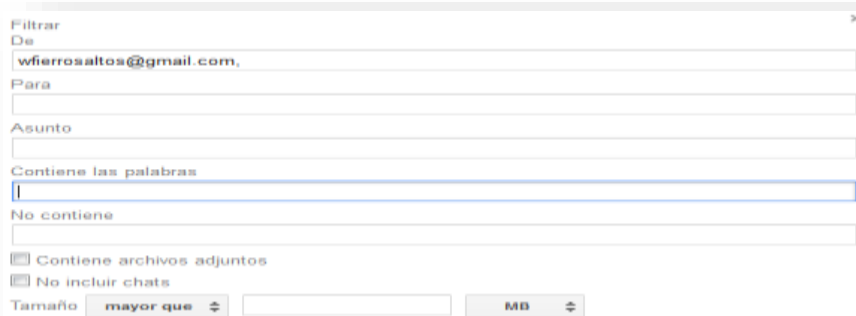 Filtrar
De
wfierrosaltos@gmail.com,
Para
Asunto
Contiene las palabras
No contiene
Contiene archivos adjuntos
No incluir chats
Tamaño mayor que MB